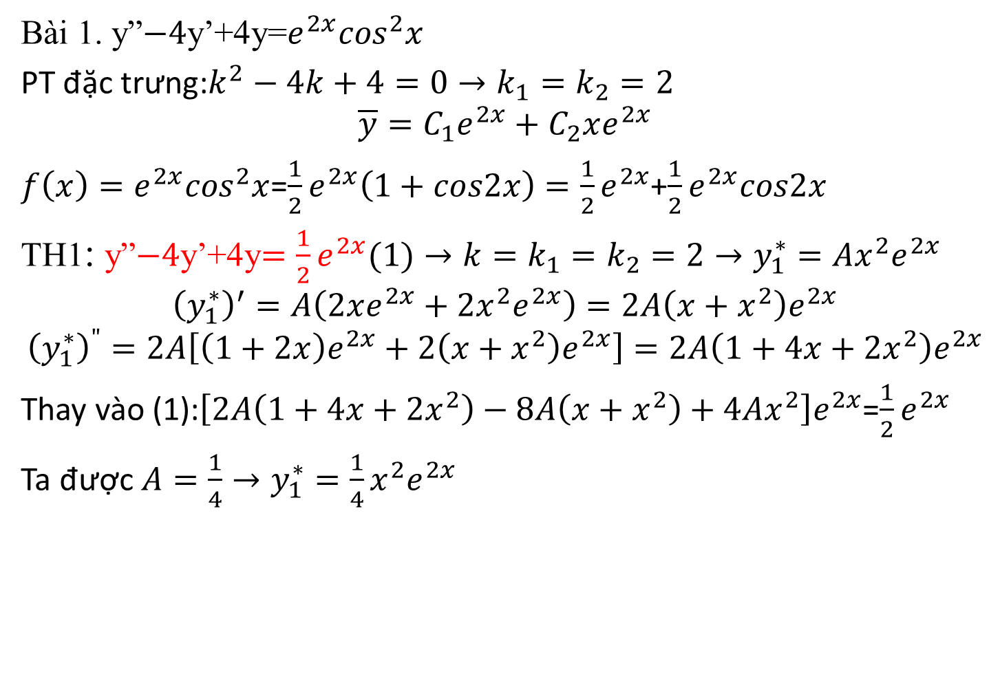 Bài 1. y”−4y’+4y=e^{2x}cos^2x
PT đặc trưng:k^2 − 4k + 4 = 0 → k_1 = k_2 = 2
\overline{y} = C_1e^{2x} + C_2xe^{2x}
f(x) = e^{2x}cos^2x=\frac{1}{2}e^{2x}(1 + cos2x) = \frac{1}{2}e^{2x}+\frac{1}{2}e^{2x}cos2x
TH1: y”−4y’+4y= \frac{1}{2}e^{2x}(1) → k = k_1 = k_2 = 2 → y_1^* = Ax^2e^{2x}
(y_1^*)′ = A(2xe^{2x} + 2x^2e^{2x}) = 2A(x + x^2)e^{2x}
(y_1^*)" = 2A[(1 + 2x)e^{2x} + 2(x + x^2)e^{2x}] = 2A(1 + 4x + 2x^2)e^{2x}
Thay vào (1):[2A(1 + 4x + 2x^2) − 8A(x + x^2) + 4Ax^2]e^{2x}=\frac{1}{2}e^{2x}
Ta được A = \frac{1}{4} → y_1^* = \frac{1}{4}x^2e^{2x}